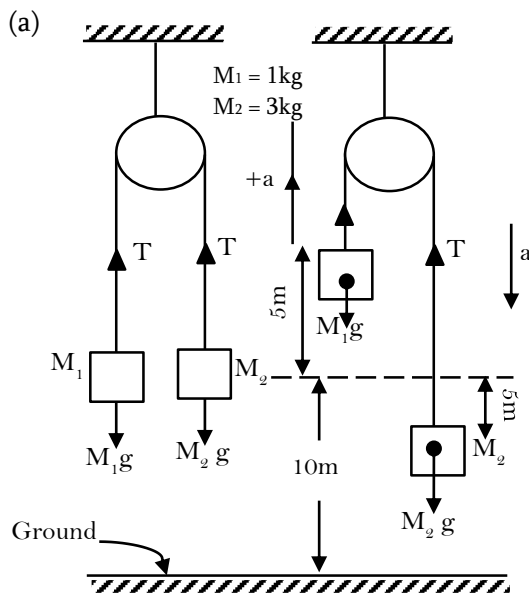 (a)
M₁ = 1kg
M₂ = 3kg
+a
T
T
T
a
5m
M₁g
M₁
M₂
5m
M₂
10m
M₁g
M₂ g
M₂ g
Ground